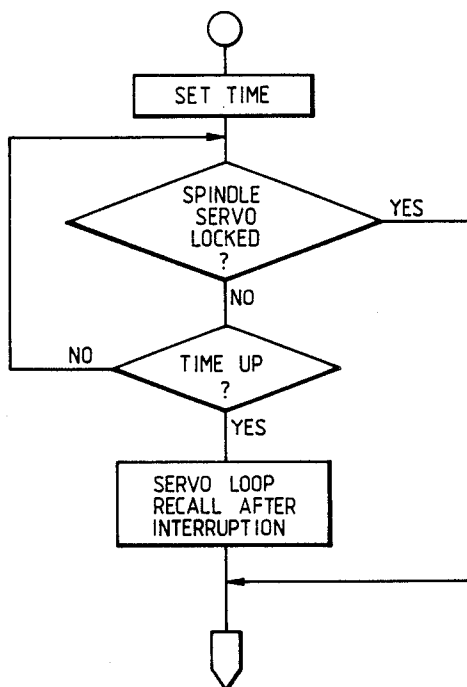 SET TIME
SPINDLE
SERVO
LOCKED
?
YES
NO
TIME UP
?
NO
YES
SERVO LOOP
RECALL AFTER
INTERRUPTION